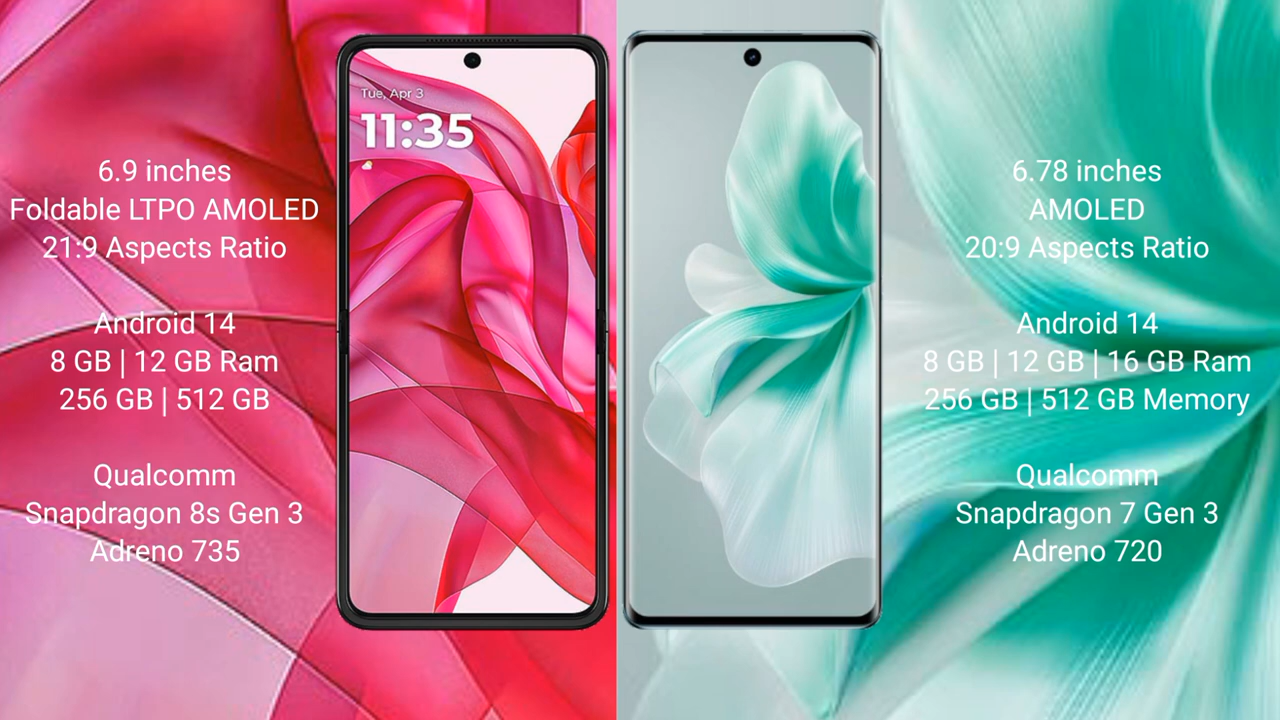 Tue, Apr 3
11:35
6.9 inches
Foldable LTPO AMOLED
21:9 Aspects Ratio
Android 14
8 GB | 12 GB Ram
256 GB | 512 GB
Qualcomm
Snapdragon 8s Gen 3
Adreno 735
6.78 inches
AMOLED
20:9 Aspects Ratio
Android 14
8 GB | 12 GB | 16 GB Ram
256 GB | 512 GB Memory
Qualcomm
Snapdragon 7 Gen 3
Adreno 720